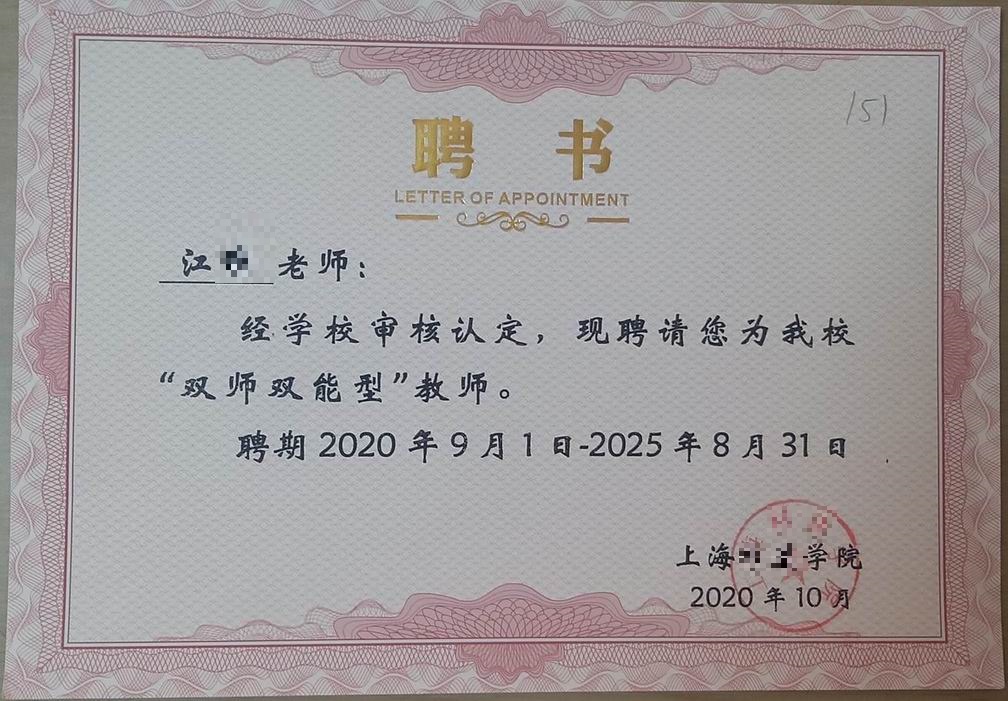 151
聘 书
LETTER OF APPOINTMENT
江 老师：
经学校审核认定，现聘请您为我校
“双师双能型”教师。
聘期 2020 年 9 月 1 日-2025 年 8 月 31 日
上海 学院
2020 年 10 月